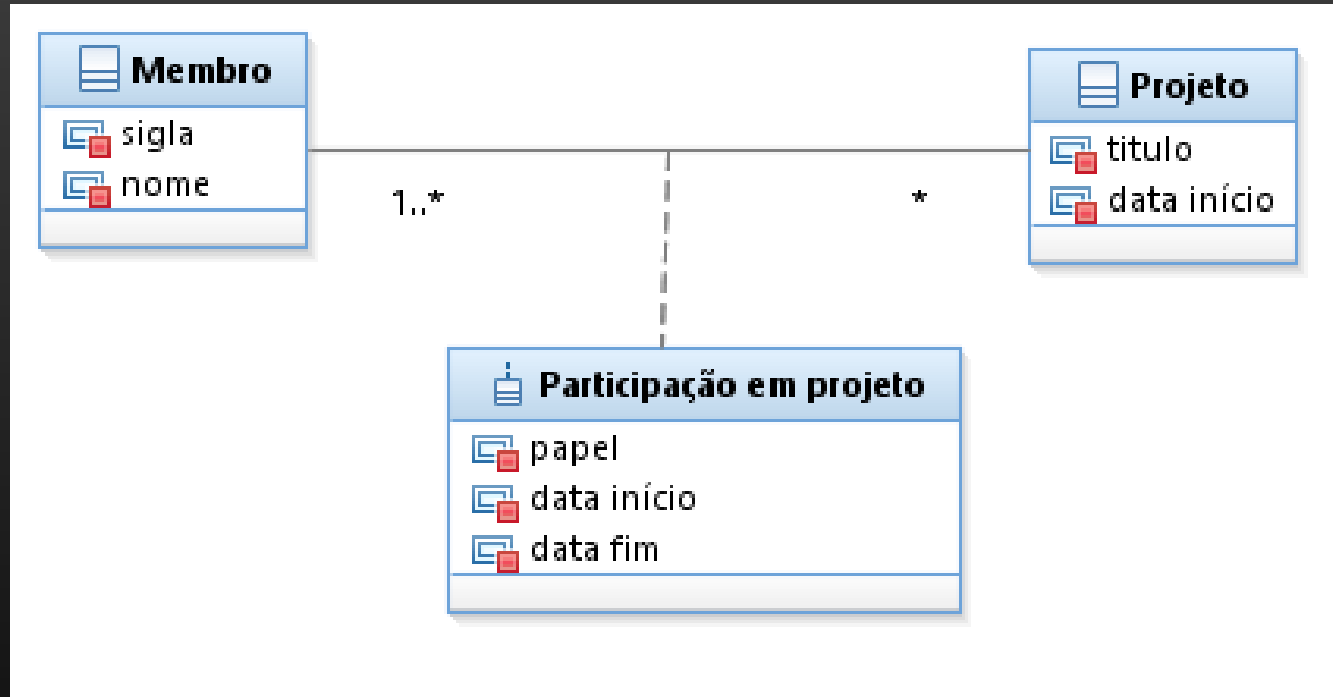 Membro
sigla
nome
1..*
*
Projeto
titulo
data início
Participação em projeto
papel
data início
data fim